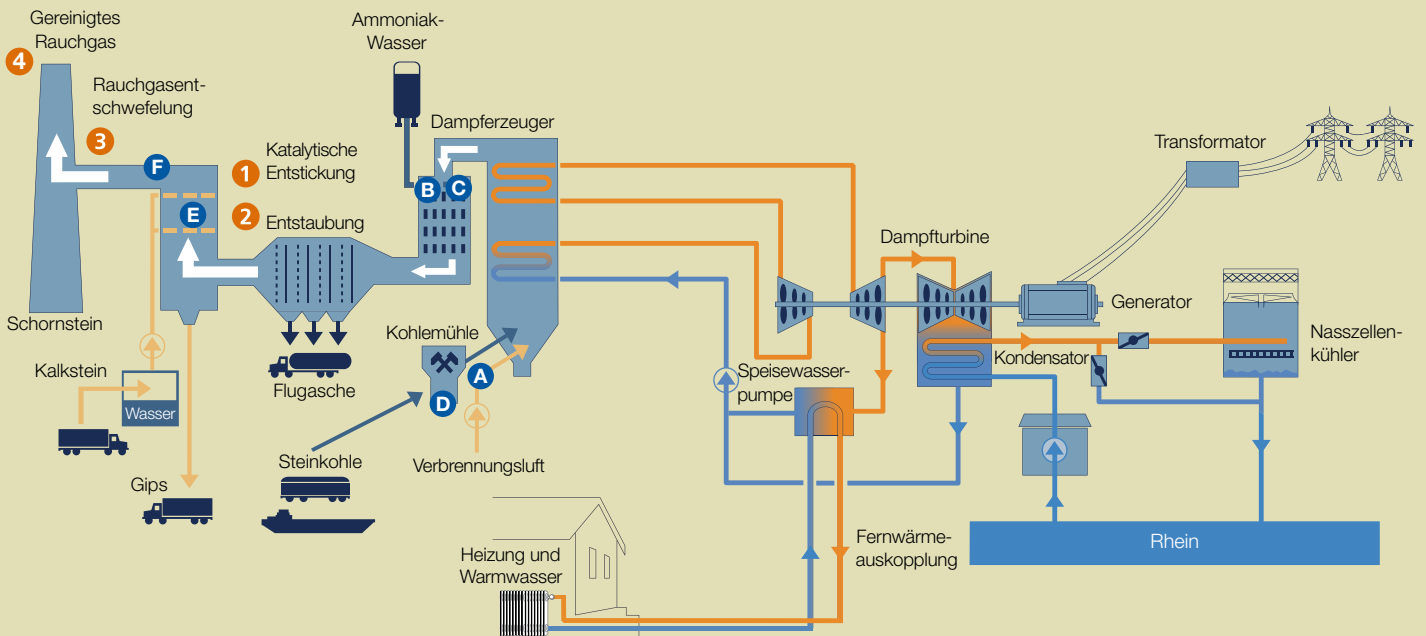 Gereinigtes
Rauchgas
4
Rauchgasent-
schwefelung
3
F
1
Katalytische
Entstickung
E
2
Entstaubung
Ammoniak-
Wasser
Dampferzeuger
B
C
Schornstein
Kalkstein
Wasser
Gips
Flugasche
Kohlemühle
D
A
Steinkohle
Verbrennungsluft
Heizung und
Warmwasser
Speisewasser-
pumpe
Fernwärme-
auskopplung
Dampfturbine
Kondensator
Generator
Transformator
Nasszellen-
kühler
Rhein